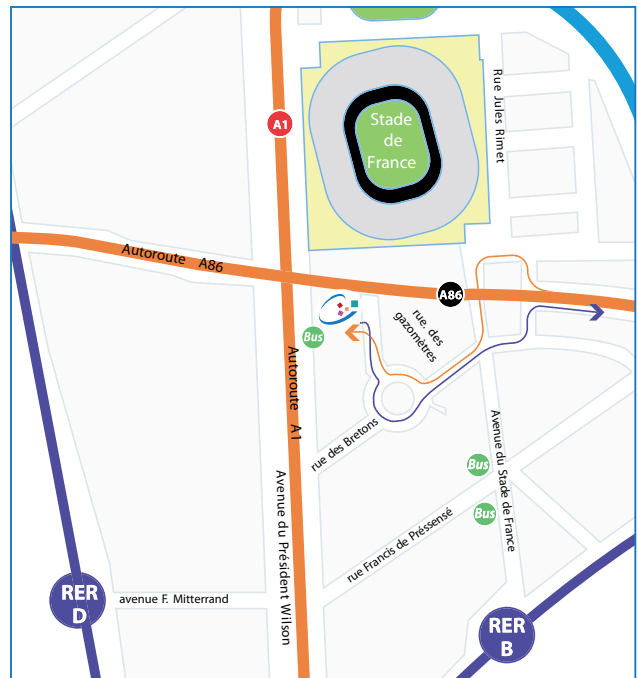 Stade
de
France
Rue Jules Rimet
A1
Autoroute A86
A86
rue. des
gazomètres
Bus
Autoroute A1
rue des Bretons
Avenue du Stade de France
Bus
Bus
Avenue du Président Wilson
rue Francis de Préssensé
RER
D
avenue F. Mitterrand
RER
B